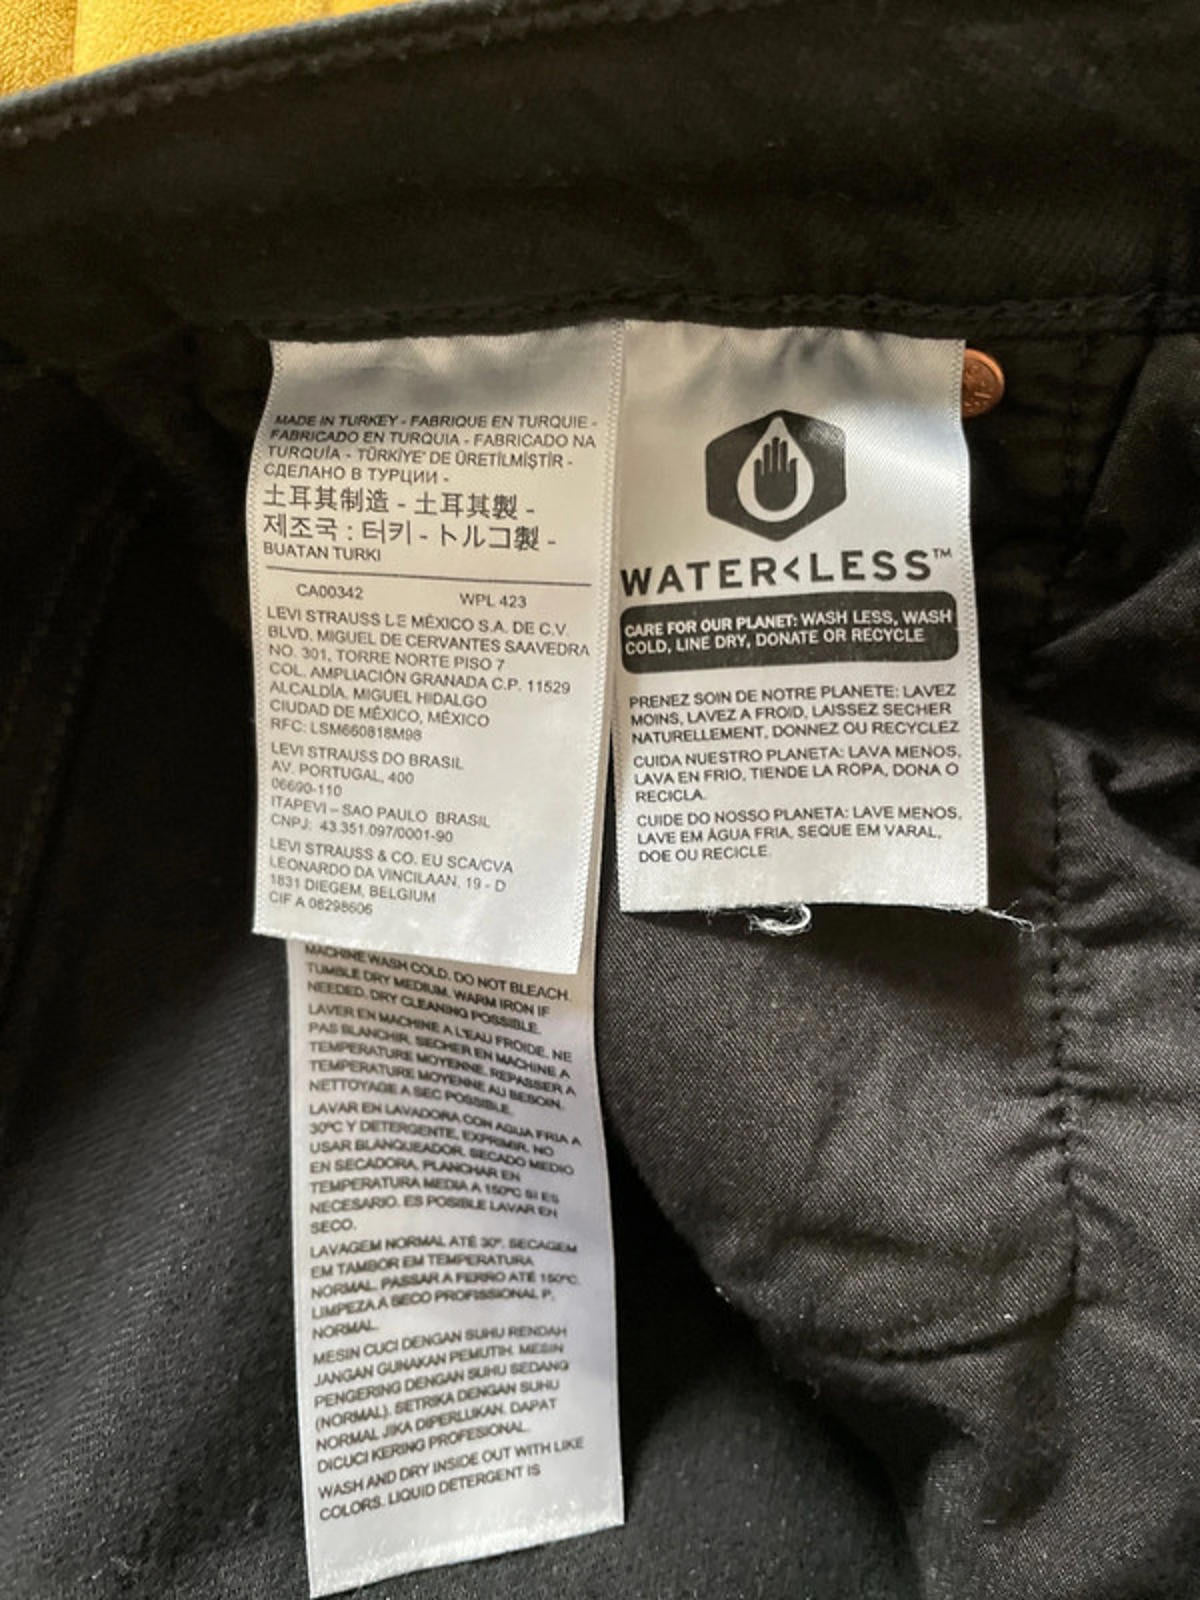 MADE IN TURKEY - FABRIQUE EN TURQUIE -
FABRICADO EN TURQUIA - FABRICADO NA
TURQUÍA - TÜRKİYE' DE ÜRETİLMİŞTİR -
СДЕЛАНО В ТУРЦИИ -
土耳其制造 - 土耳其製 -
제조국 : 터키 - トルコ製 -
BUATAN TURKI
CA00342 WPL 423
LEVI STRAUSS DE MÉXICO S.A. DE C.V.
BLVD. MIGUEL DE CERVANTES SAAVEDRA
NO. 301, TORRE NORTE PISO 7
COL. AMPLIACIÓN GRANADA C.P. 11529
ALCALDÍA, MIGUEL HIDALGO
CIUDAD DE MÉXICO, MÉXICO
RFC: LSM660818M98
LEVI STRAUSS DO BRASIL
AV. PORTUGAL, 400
06690-110
ITAPEVI – SAO PAULO BRASIL
CNPJ: 43.351.097/0001-90
LEVI STRAUSS & CO. EU SCA/CVA
LEONARDO DA VINCILAAN, 19 - D
1831 DIEGEM, BELGIUM
CIF A 08298606
MACHINE WASH COLD. DO NOT BLEACH.
TUMBLE DRY MEDIUM. WARM IRON IF
NEEDED. DRY CLEANING POSSIBLE.
LAVER EN MACHINE A L'EAU FROIDE. NE
PAS BLANCHIR. SECHER EN MACHINE A
TEMPERATURE MOYENNE. REPASSER A
TEMPERATURE MOYENNE AU BESOIN.
NETTOYAGE A SEC POSSIBLE.
LAVAR EN LAVADORA CON AGUA FRIA A
30ºC Y DETERGENTE, EXPRIMIR. NO
USAR BLANQUEADOR. SECADO MEDIO
EN SECADORA. PLANCHAR EN
TEMPERATURA MEDIA A 150ºC SI ES
NECESARIO. ES POSIBLE LAVAR EN
SECO.
LAVAGEM NORMAL ATÉ 30º. SECAGEM
EM TAMBOR EM TEMPERATURA
NORMAL. PASSAR A FERRO ATÉ 150ºC.
LIMPEZA A SECO PROFISSIONAL P.
NORMAL.
MESIN CUCI DENGAN SUHU RENDAH
JANGAN GUNAKAN PEMUTIH. MESIN
PENGERING DENGAN SUHU SEDANG
(NORMAL). SETRIKA DENGAN SUHU
NORMAL JIKA DIPERLUKAN. DAPAT
DICUCI KERING PROFESIONAL.
WASH AND DRY INSIDE OUT WITH LIKE
COLORS. LIQUID DETERGENT IS
WATER<LESS™
CARE FOR OUR PLANET: WASH LESS, WASH
COLD, LINE DRY, DONATE OR RECYCLE
PRENEZ SOIN DE NOTRE PLANETE: LAVEZ
MOINS, LAVEZ A FROID, LAISSEZ SECHER
NATURELLEMENT, DONNEZ OU RECYCLEZ
CUIDA NUESTRO PLANETA: LAVA MENOS,
LAVA EN FRIO, TIENDE LA ROPA, DONA O
RECICLA.
CUIDE DO NOSSO PLANETA: LAVE MENOS,
LAVE EM ÁGUA FRIA, SEQUE EM VARAL,
DOE OU RECICLE.